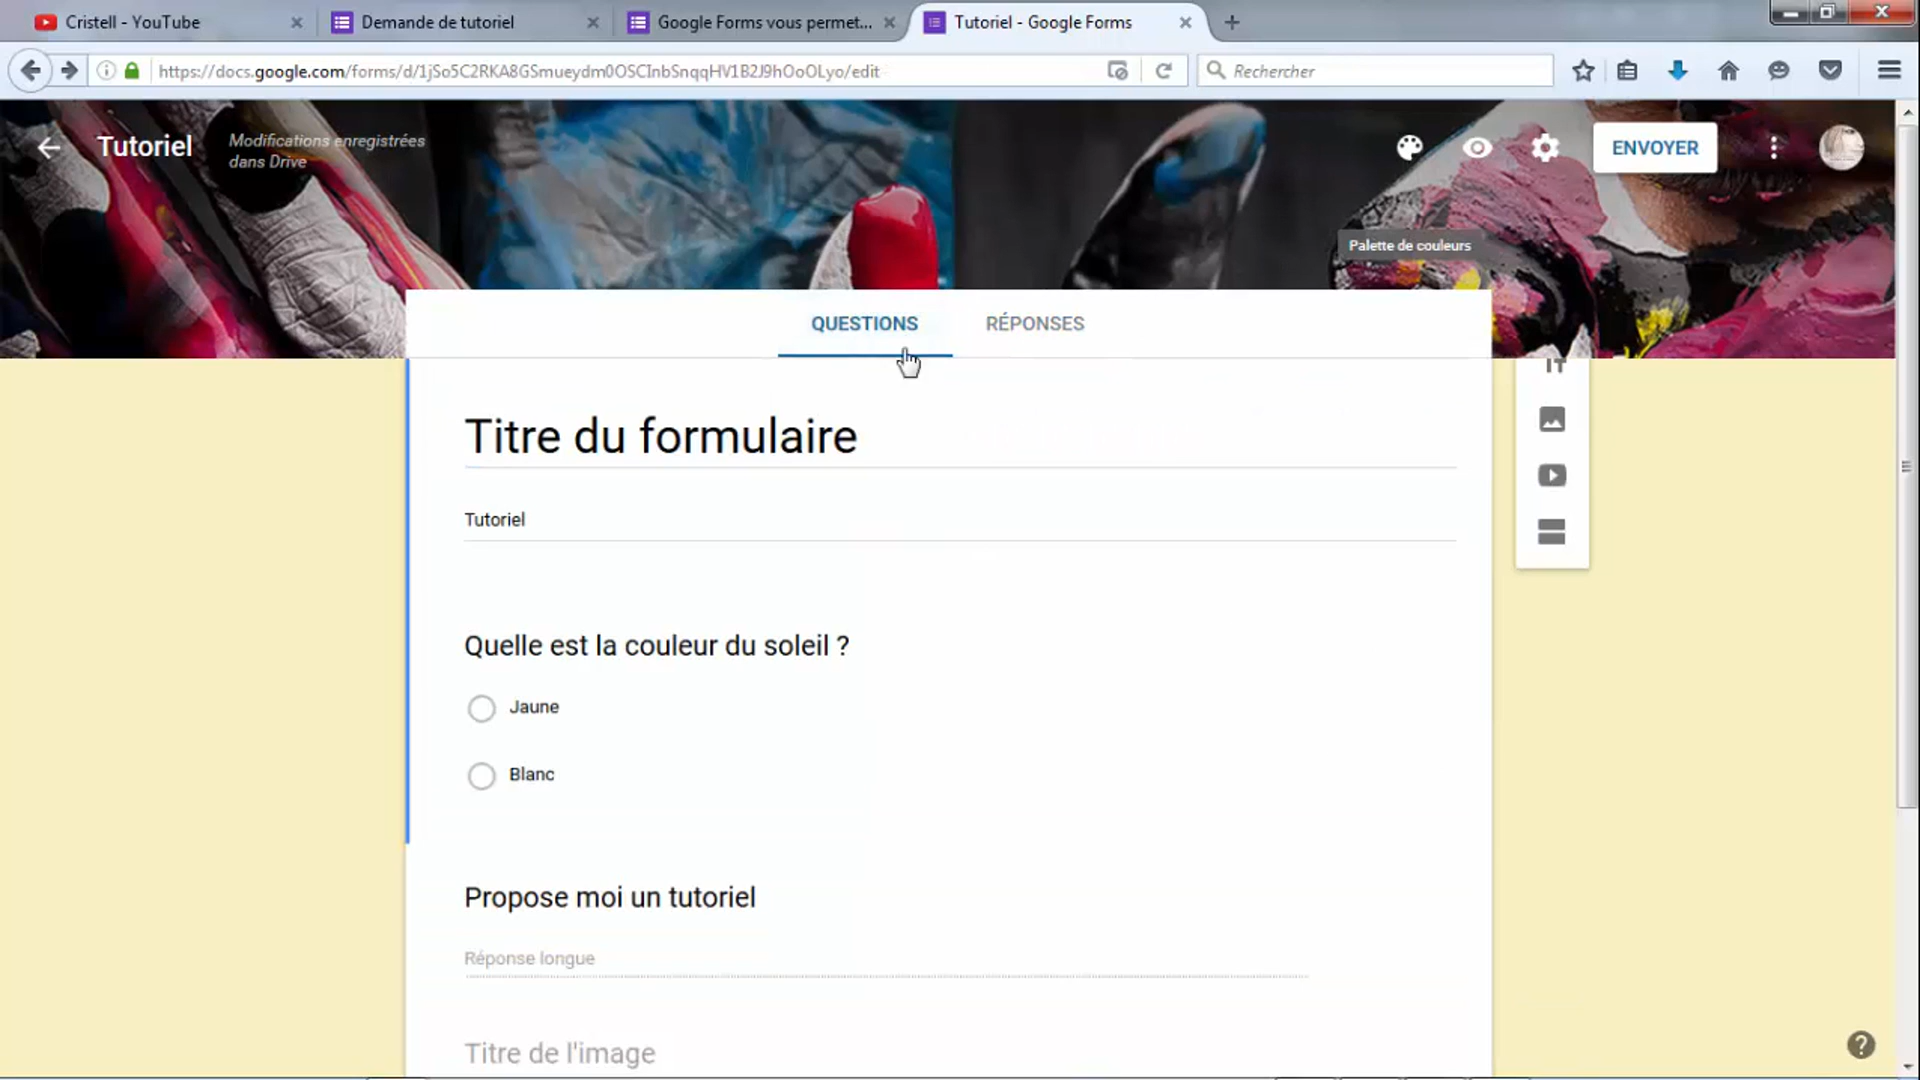 Cristell - YouTube
Demande de tutoriel
Google Forms vous permet...
Tutoriel - Google Forms
https://docs.google.com/forms/d/1jSo5C2RKA8GSmueydm0OSCInbSnqqHV1B2J9hOoOLyo/edit
Rechercher
Tutoriel
Modifications enregistrées
dans Drive
ENVOYER
Palette de couleurs
QUESTIONS
RÉPONSES
Titre du formulaire
Tutoriel
Quelle est la couleur du soleil ?
Jaune
Blanc
Propose moi un tutoriel
Réponse longue
Titre de l'image